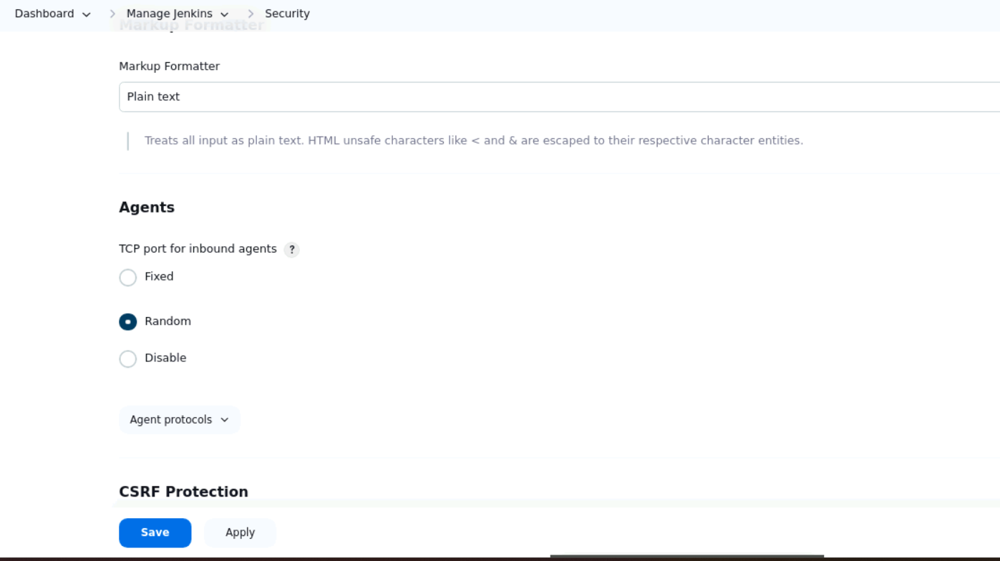 Dashboard Manage Jenkins Security
Markup Formatter
Markup Formatter
Plain text
Treats all input as plain text. HTML unsafe characters like < and & are escaped to their respective character entities.
Agents
TCP port for inbound agents ?
Fixed
Random
Disable
Agent protocols
CSRF Protection
Save Apply